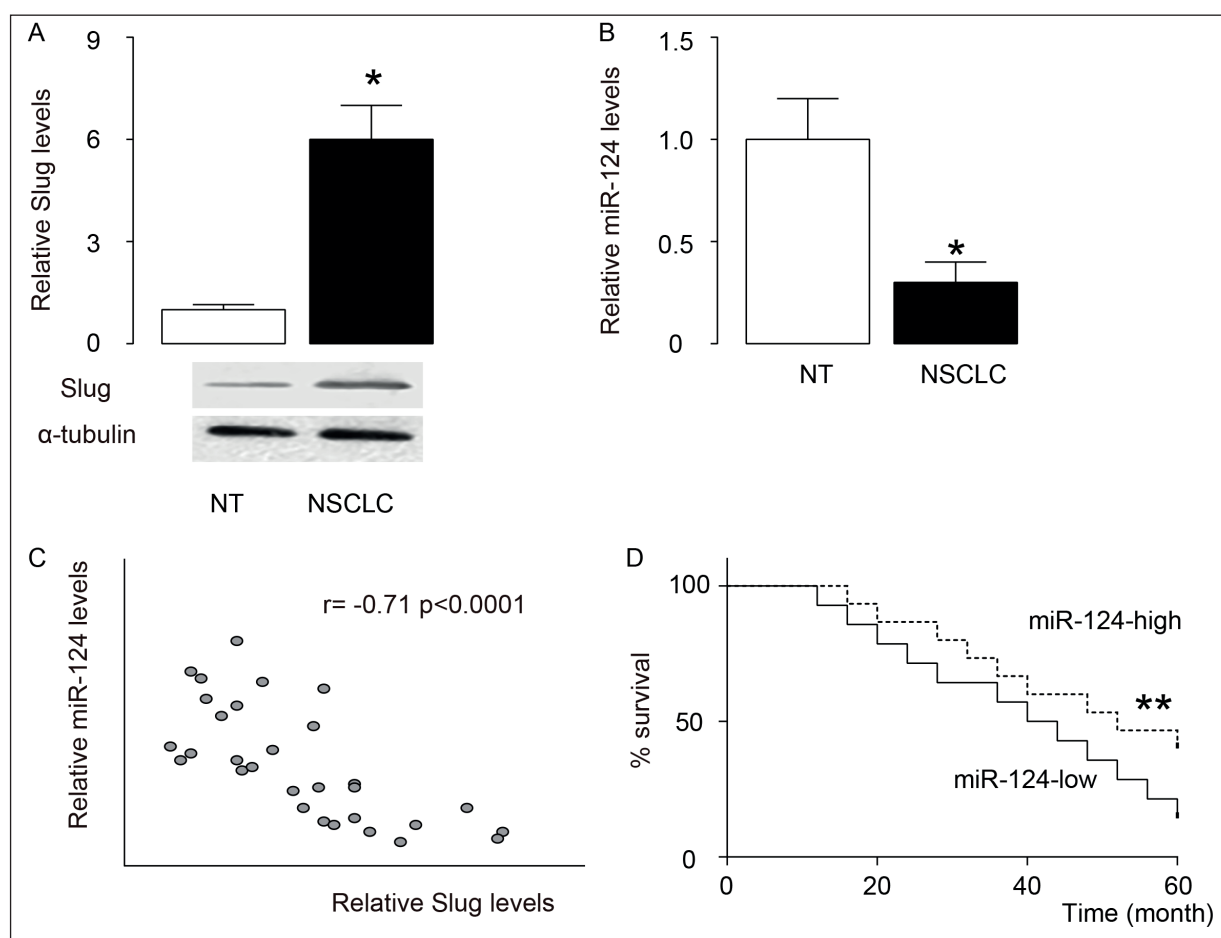 A
Relative Slug levels
9
6
3
0
*
Slug
α-tubulin
NT NSCLC
B
Relative miR-124 levels
1.5
1.0
0.5
0
*
NT NSCLC
C
Relative miR-124 levels
r= -0.71 p<0.0001
Relative Slug levels
D
% survival
100
50
0
miR-124-high
**
miR-124-low
0 20 40 60
Time (month)